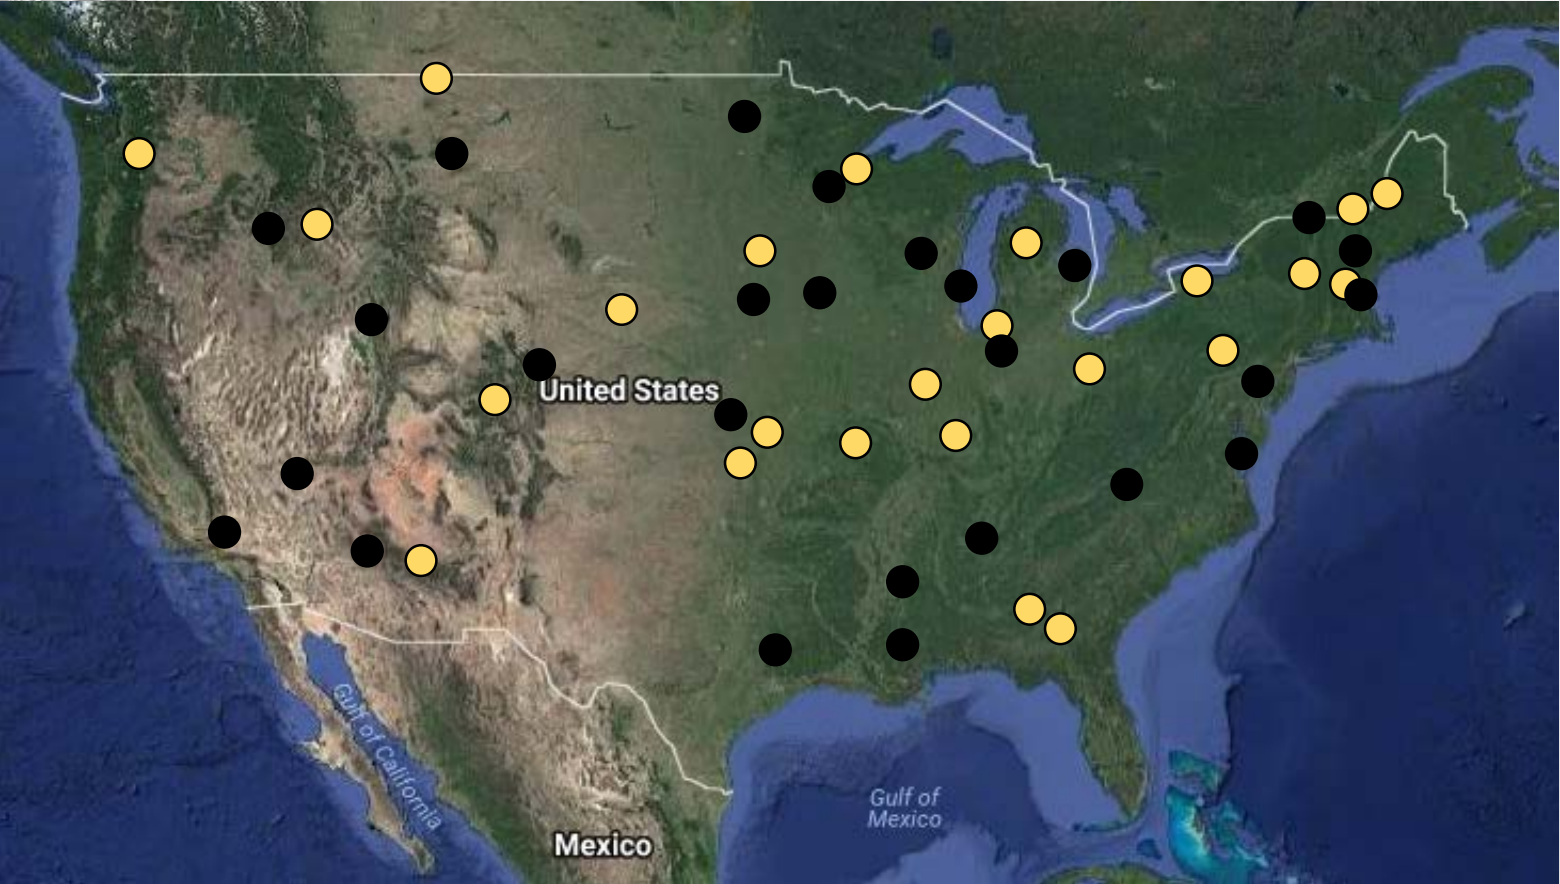 United States
Gulf of California
Gulf of
Mexico
Mexico